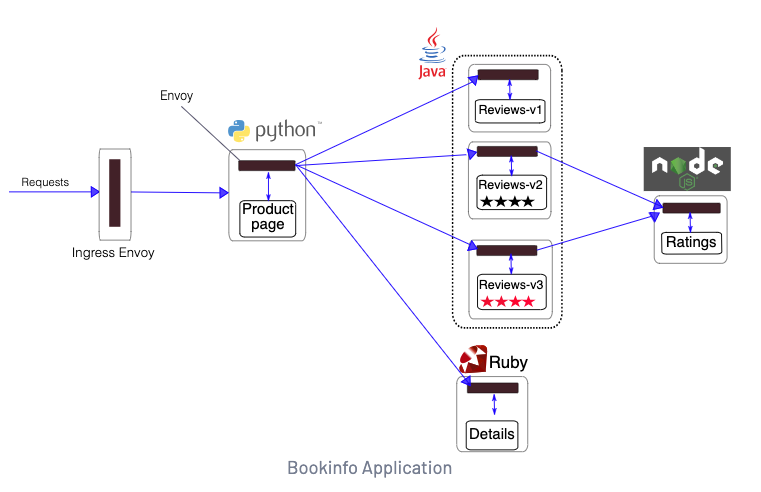 Java
Envoy
python™
Reviews-v1
node
JS
Requests
Reviews-v2
Product
page
Ratings
Ingress Envoy
Reviews-v3
Ruby
Details
Bookinfo Application